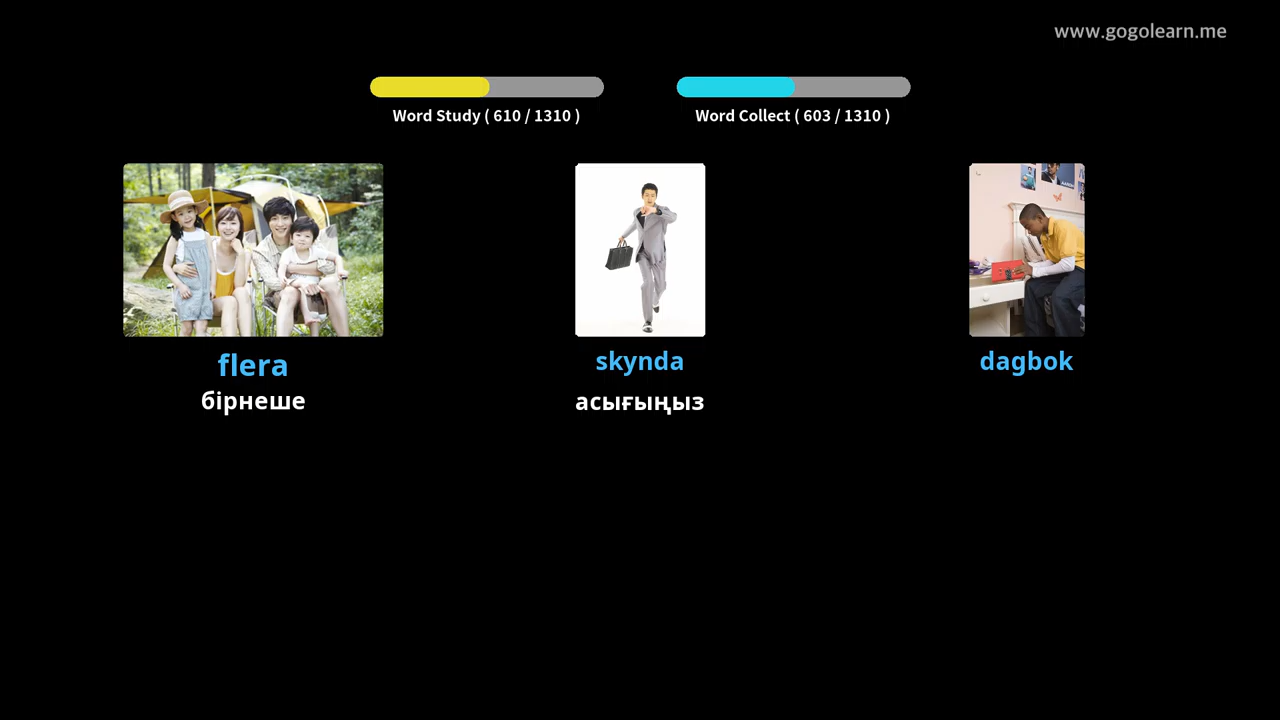 www.gogolearn.me
Word Study ( 610 / 1310 )
Word Collect ( 603 / 1310 )
flera
бірнеше
skynda
асығыңыз
dagbok